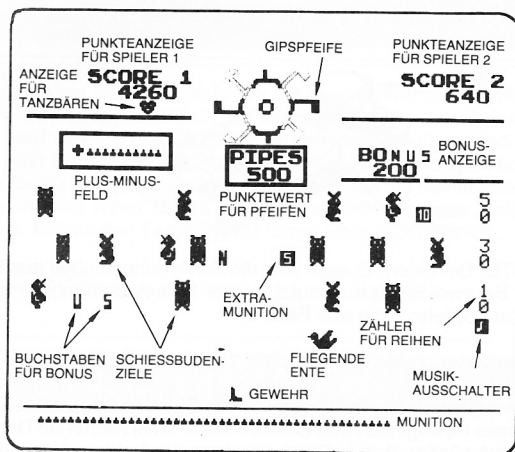 PUNKTEANZEIGE
FÜR SPIELER 1
GIPSPFEIFE
PUNKTEANZEIGE
FÜR SPIELER 2
ANZEIGE
FÜR
TANZBÄREN
SCORE 1
4260
SCORE 2
640
PIPES
500
BONUS
200
BONUS-
ANZEIGE
PLUS-MINUS-
FELD
PUNKTEWERT
FÜR PFEIFEN
10
5
0
N
5
3
0
EXTRA-
MUNITION
U S
1
0
ZÄHLER
FÜR REIHEN
BUCHSTABEN
FÜR BONUS
SCHIESSBUDEN-
ZIELE
FLIEGENDE
ENTE
MUSIK-
AUSSCHALTER
GEWEHR
MUNITION